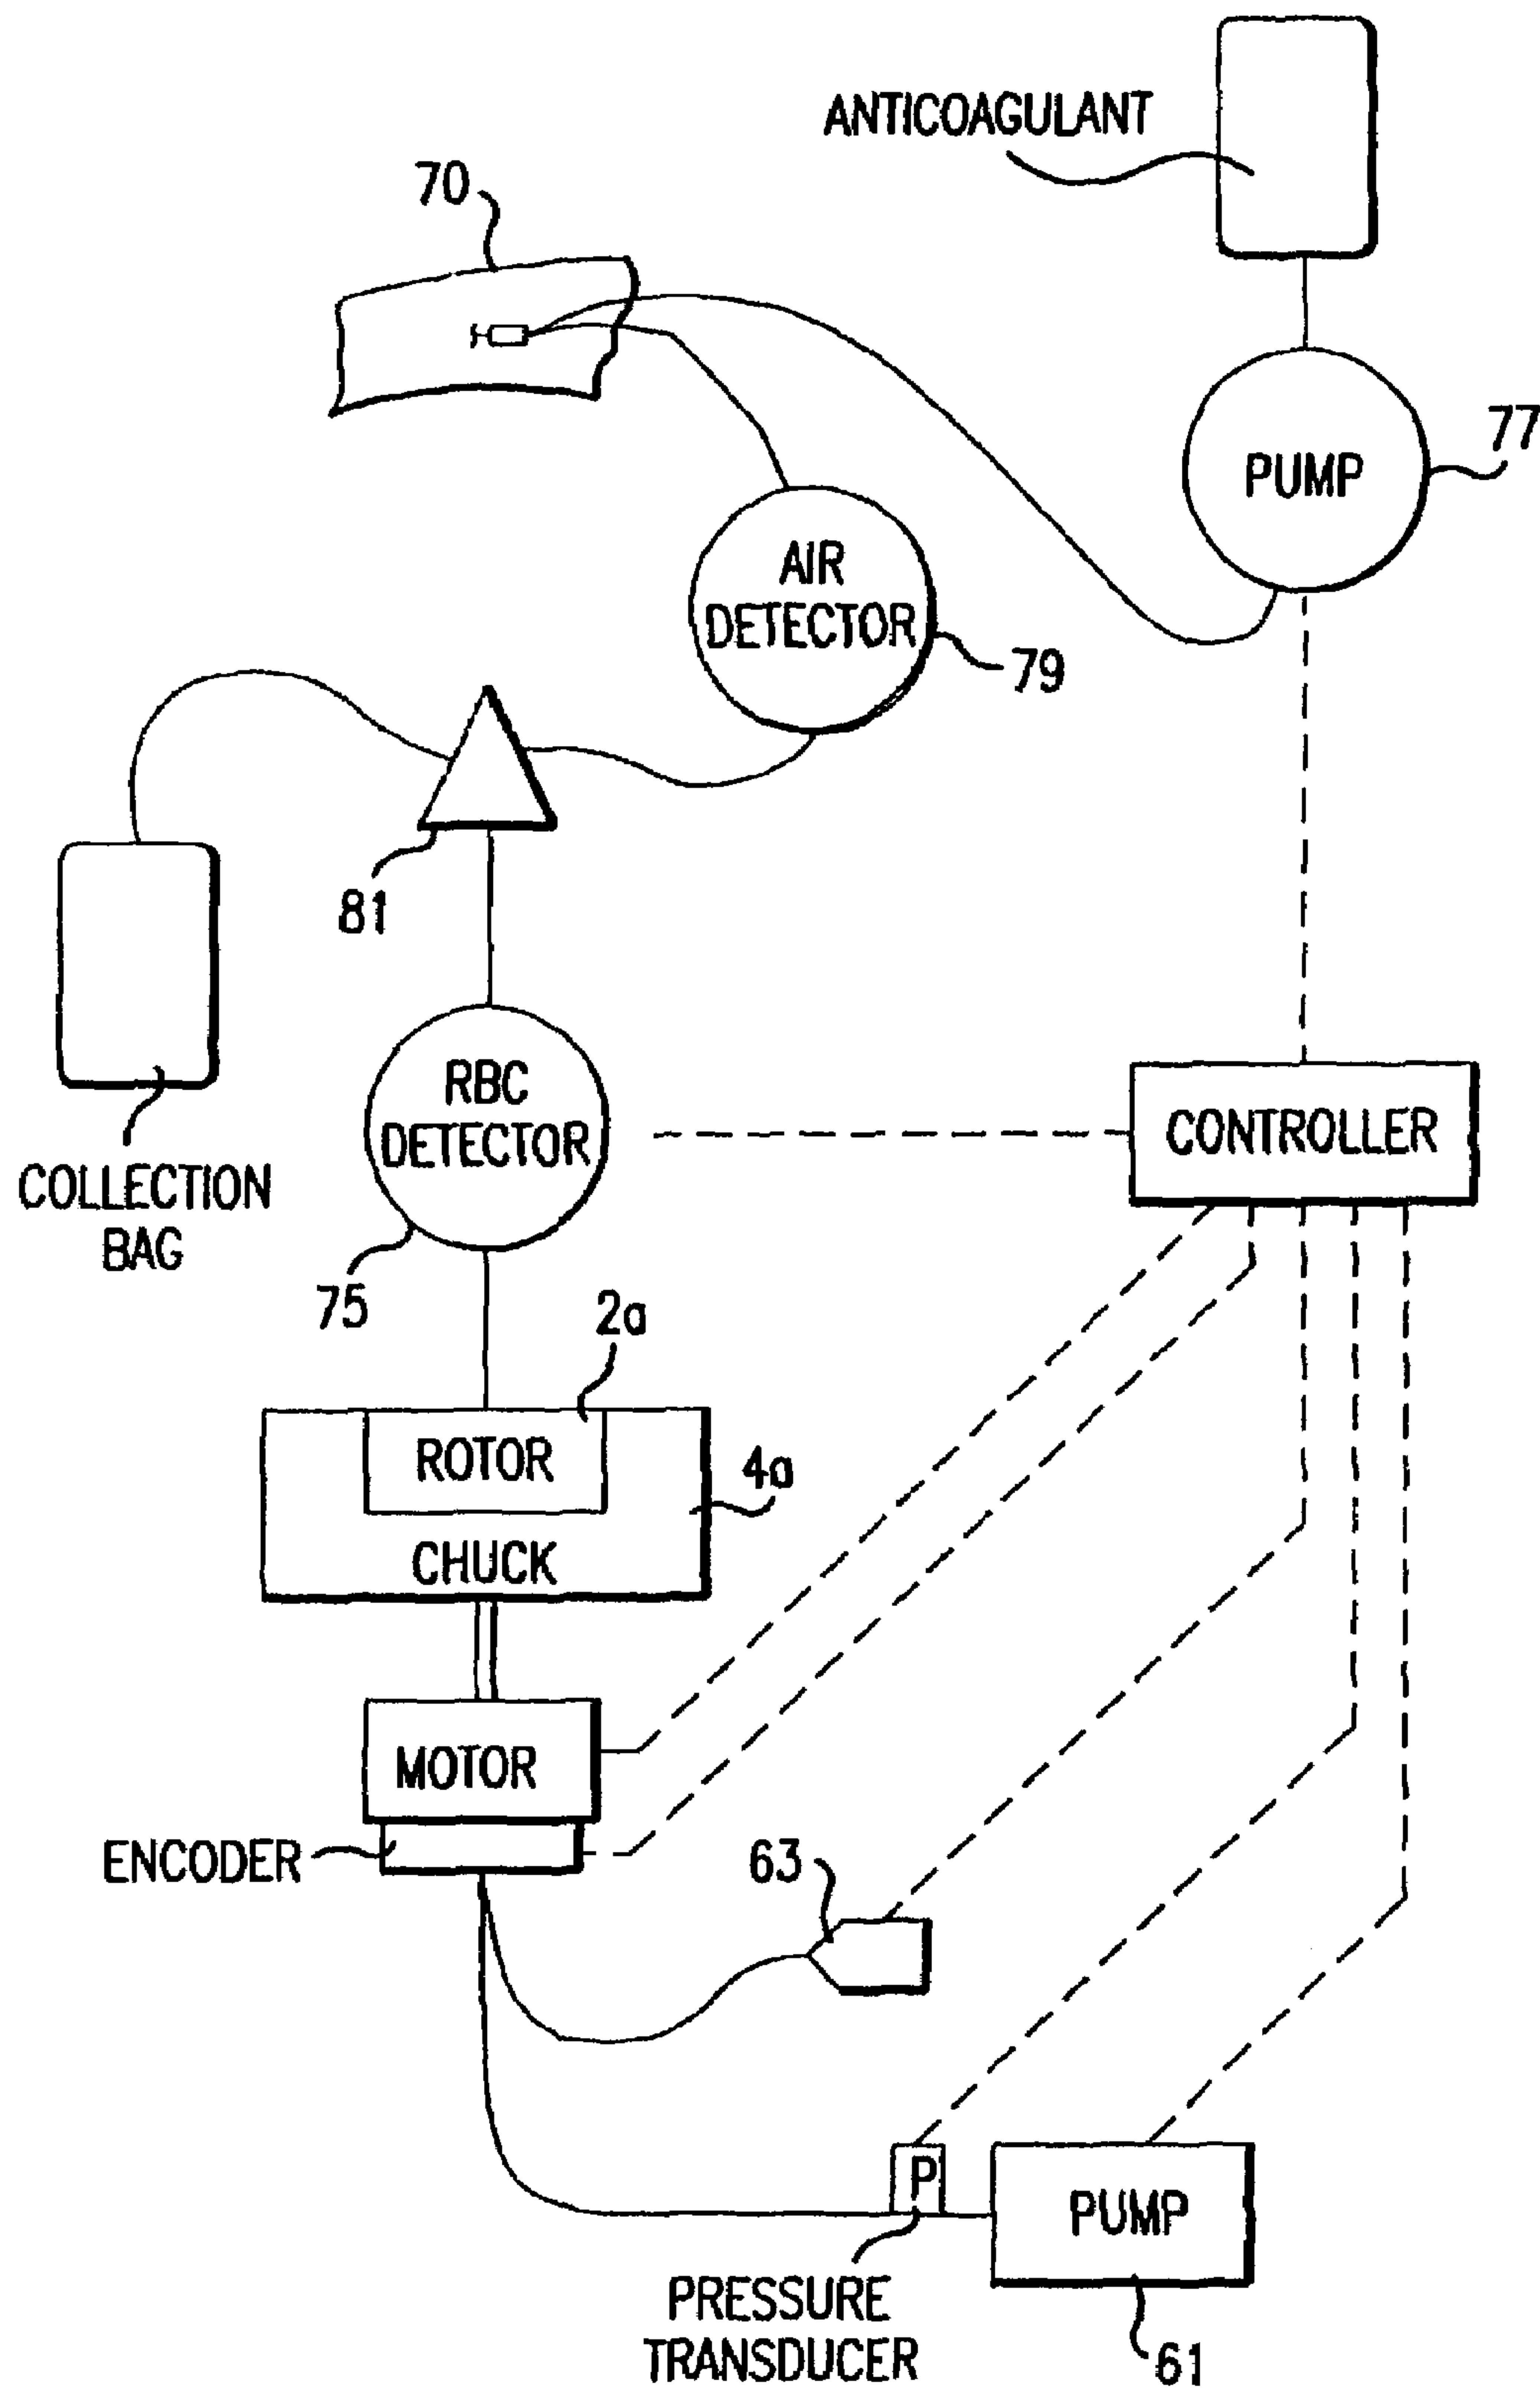 ANTICOAGULANT
70
77
PUMP
AIR
DETECTOR
79
81
RBC
DETECTOR
CONTROLLER
COLLECTION
BAG
75
2a
ROTOR
4a
CHUCK
MOTOR
ENCODER
63
P
PUMP
PRESSURE
TRANSDUCER
61